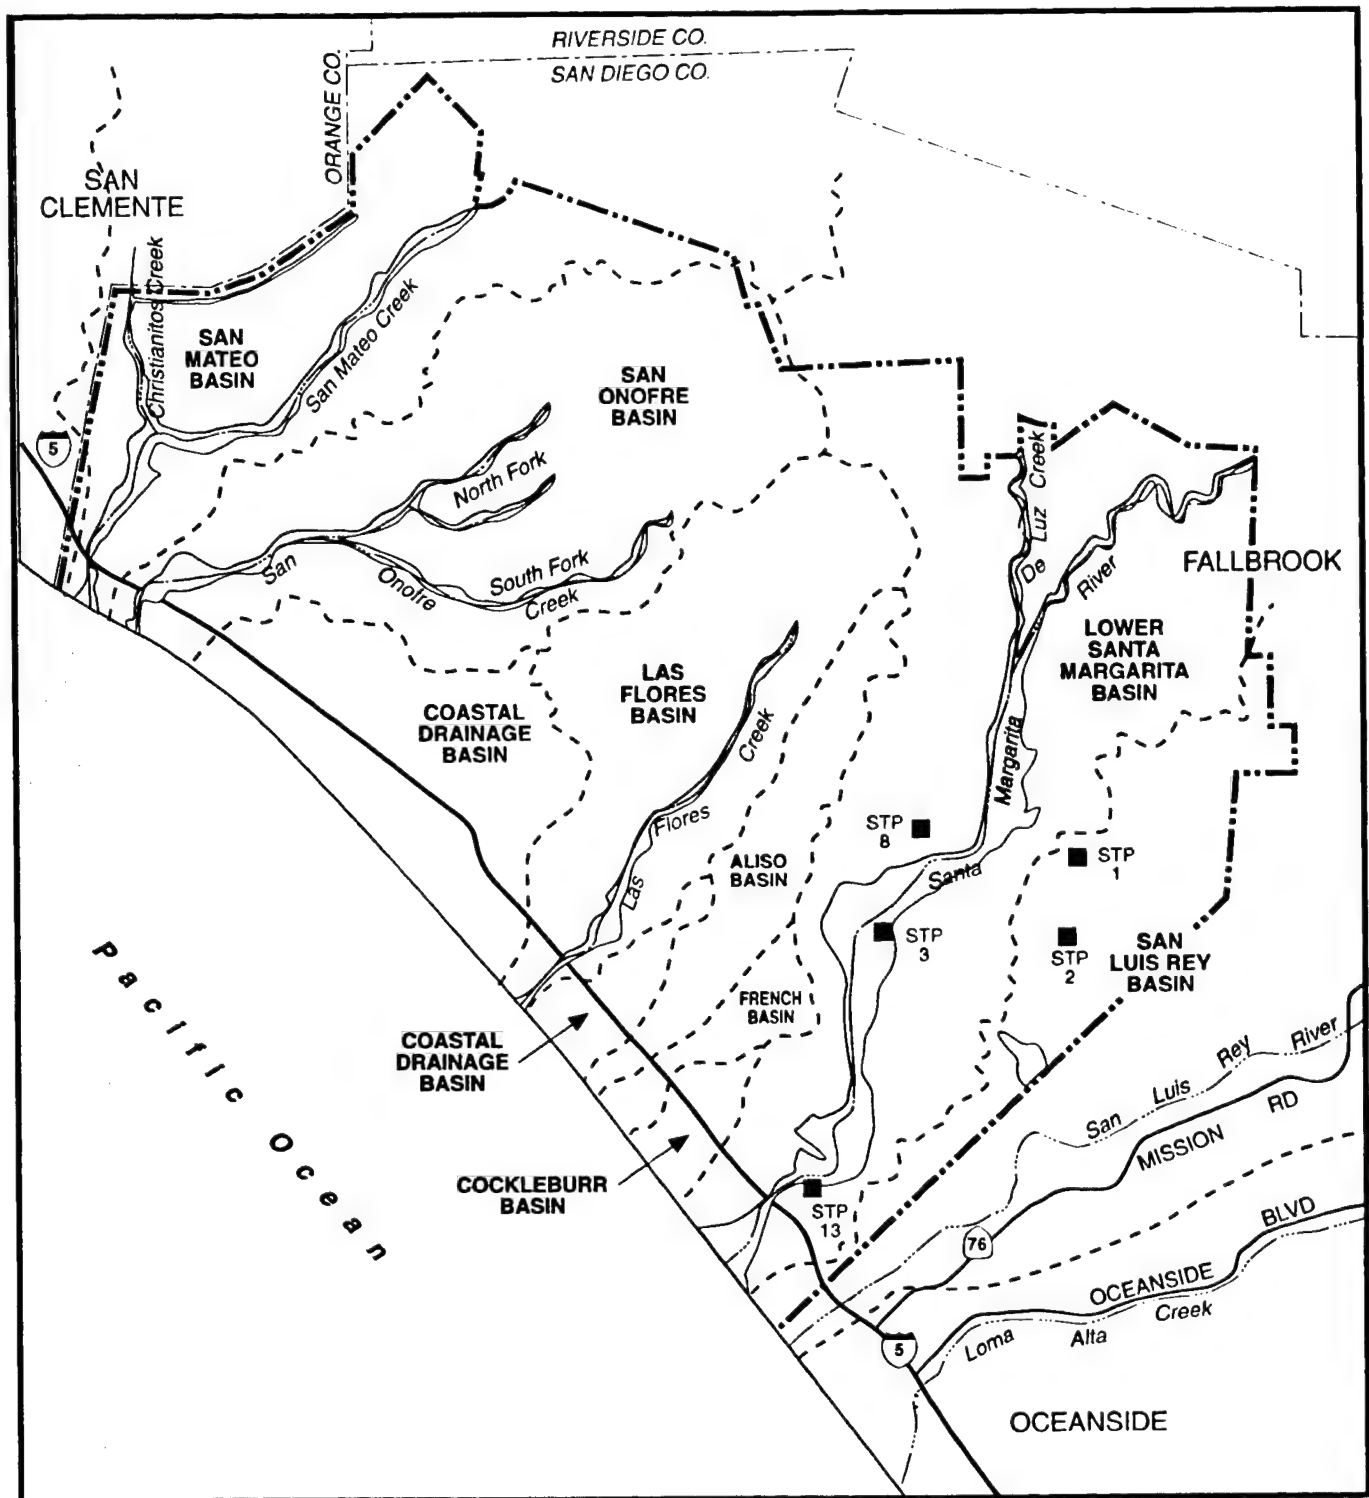 RIVERSIDE CO.
SAN DIEGO CO.
ORANGE CO.
SAN
CLEMENTE
Christianitos Creek
SAN
MATEO
BASIN
San Mateo Creek
SAN
ONOFRE
BASIN
5
North Fork
San Onofre Creek
South Fork
De Luz Creek
FALLBROOK
LOWER
SANTA
MARGARITA
BASIN
Santa Margarita River
LAS
FLORES
BASIN
COASTAL
DRAINAGE
BASIN
Las Flores Creek
STP
8
ALISO
BASIN
STP
1
STP
3
STP
2
SAN
LUIS REY
BASIN
FRENCH
BASIN
Pacific Ocean
COASTAL
DRAINAGE
BASIN
San Luis Rey River
MISSION RD
COCKLEBURR
BASIN
STP
13
76
OCEANSIDE BLVD
Loma Alta Creek
5
OCEANSIDE